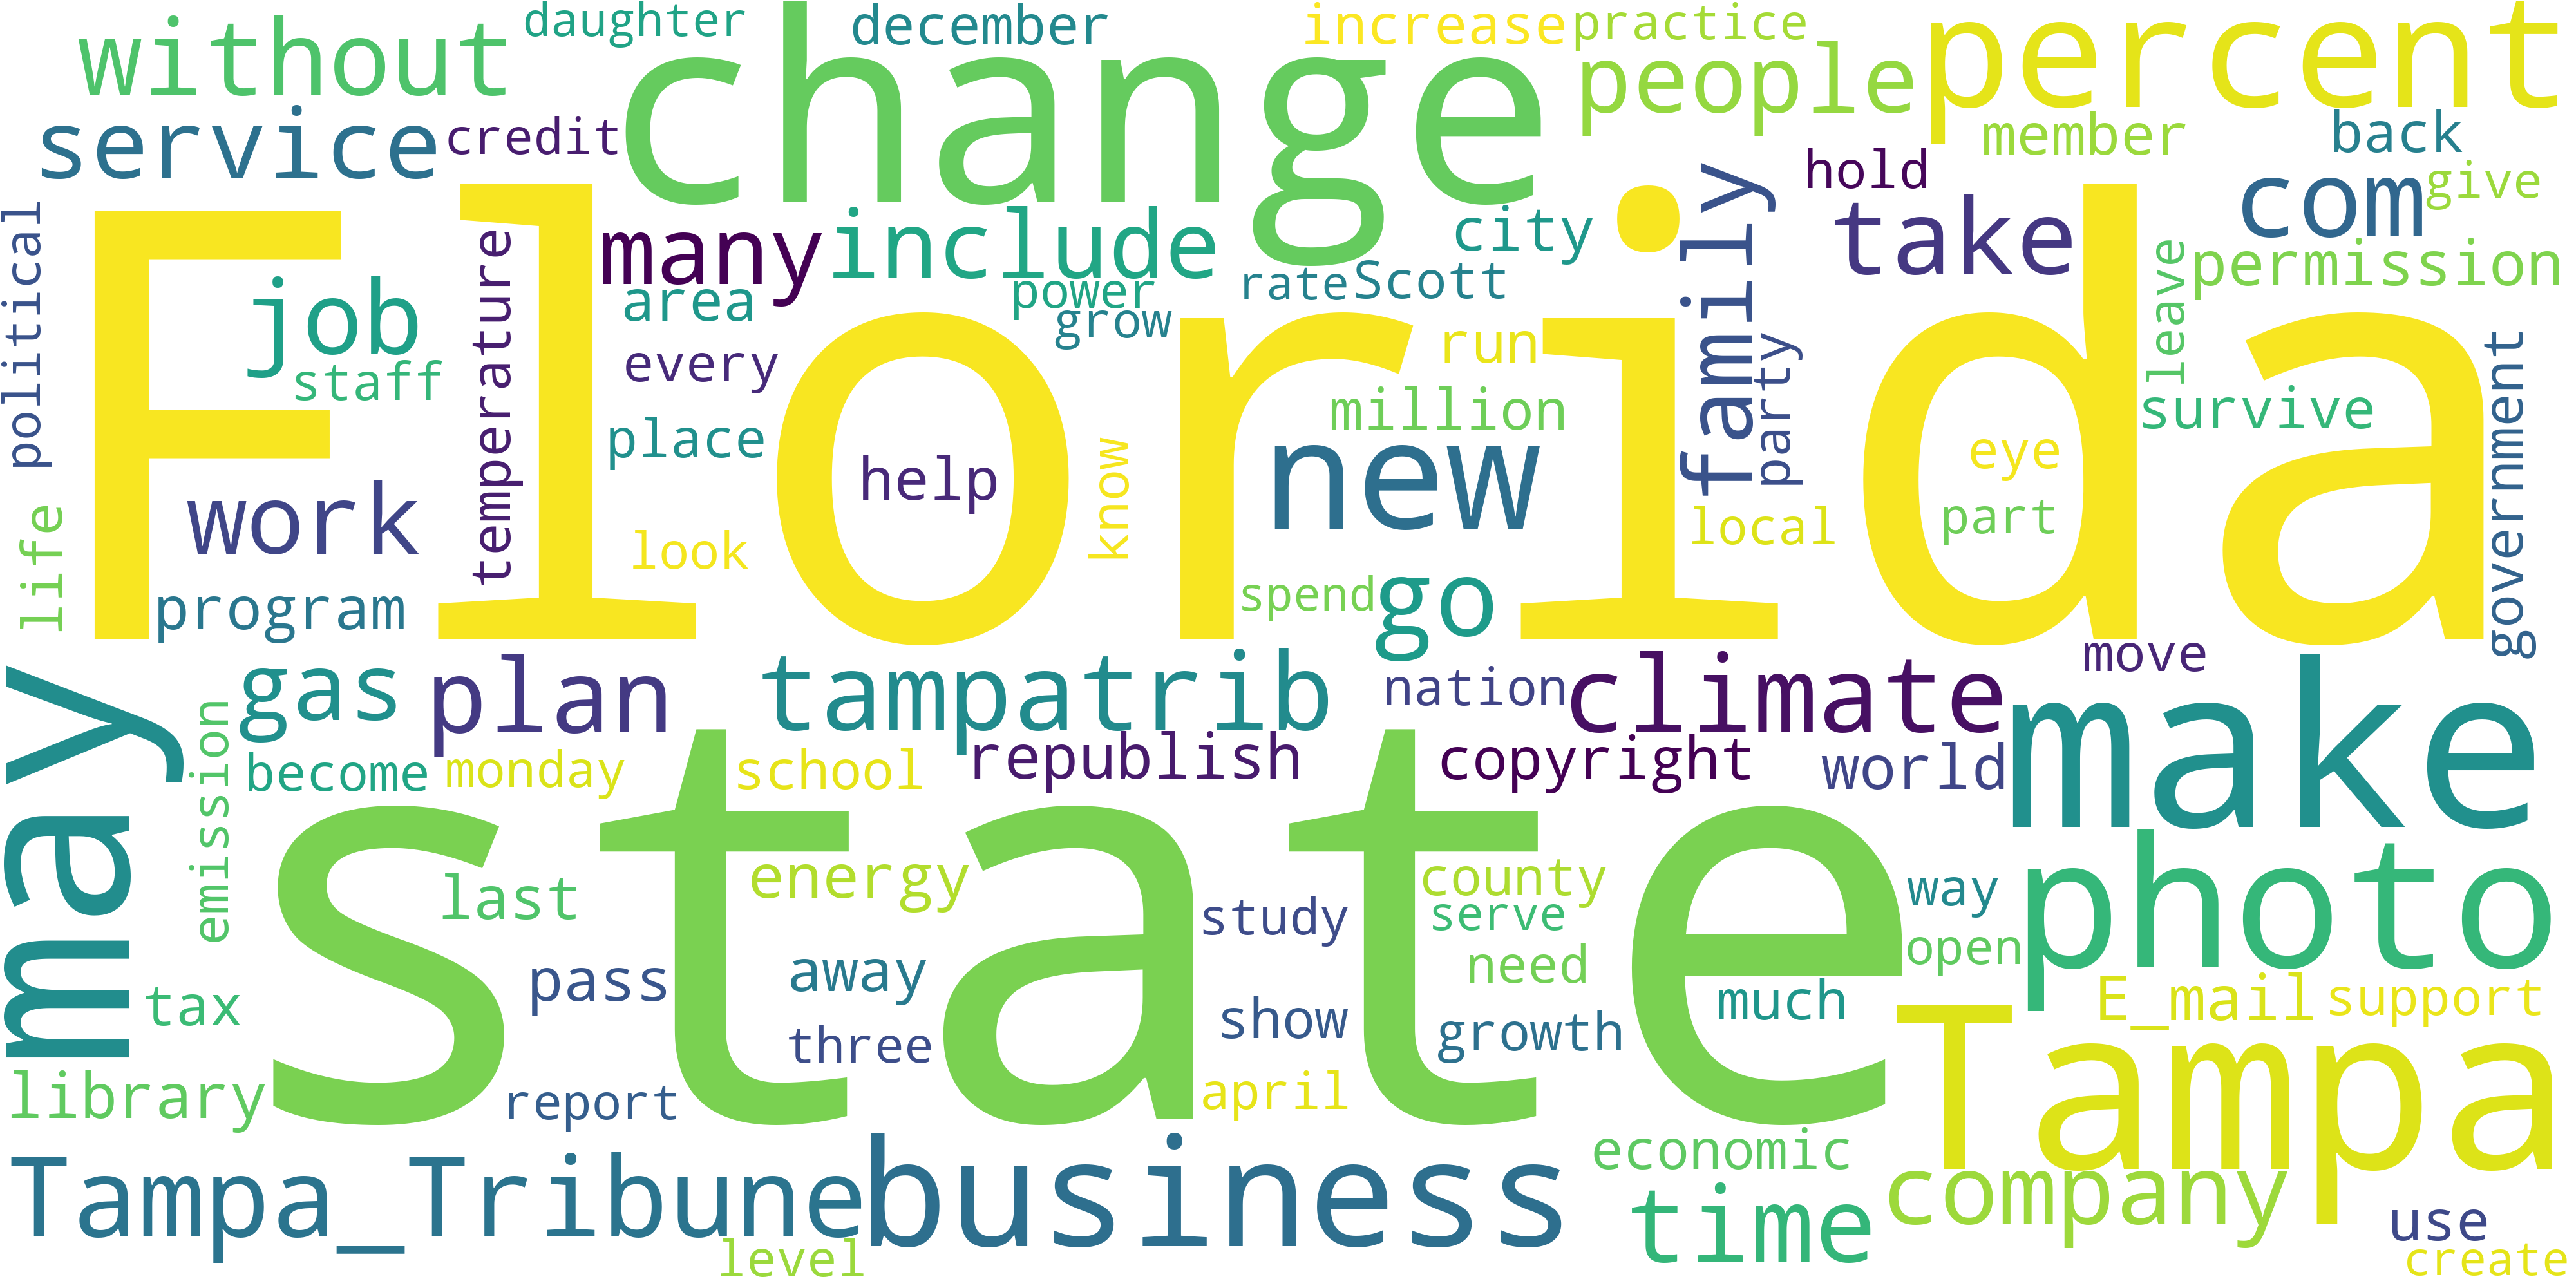 daughter december increase practice
without change people percent
service credit member back
hold com give
political Florida family take
many include city permission
job temperature area power rate Scott leave
staff every grow run party government
place million survive
help new eye
work know local part
life look
program spend go
may gas plan tampatrib nation climate move make
emission become monday school republish copyright world
state photo
last energy county way
study serve
pass away need open
tax show much E_mail support
three growth Tampa
library report april
Tampa_Tribune business economic company
time use
level create